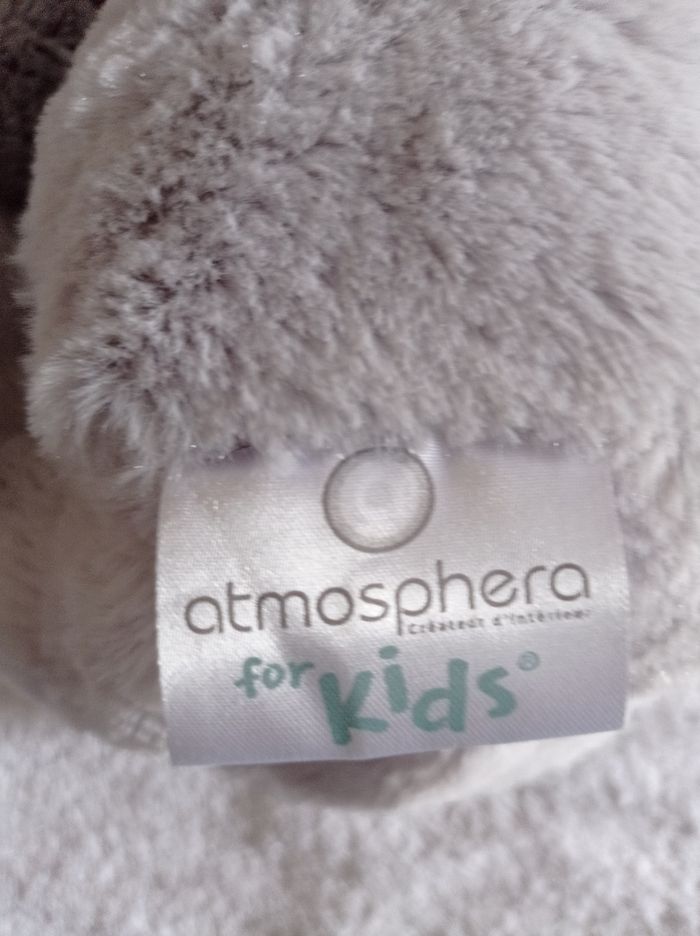 atmosphera
Créateur d'intérieur
for kids®